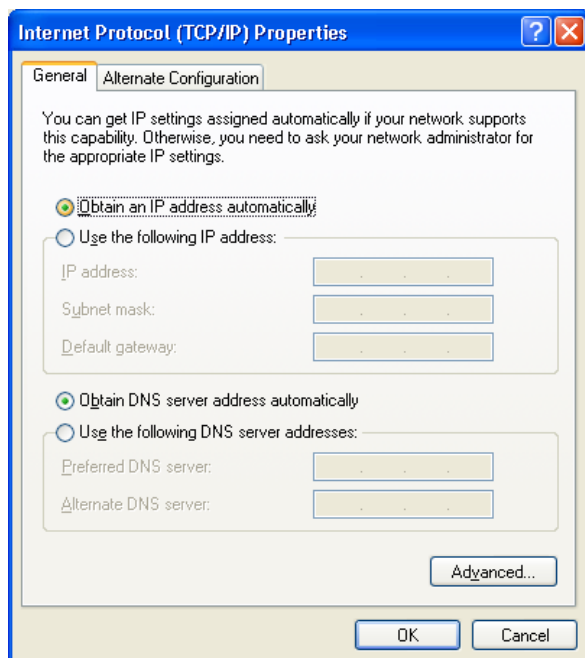 Internet Protocol (TCP/IP) Properties
General
Alternate Configuration
You can get IP settings assigned automatically if your network supports
this capability. Otherwise, you need to ask your network administrator for
the appropriate IP settings.
Obtain an IP address automatically
Use the following IP address:
IP address:
Subnet mask:
Default gateway:
Obtain DNS server address automatically
Use the following DNS server addresses:
Preferred DNS server:
Alternate DNS server:
Advanced...
OK
Cancel